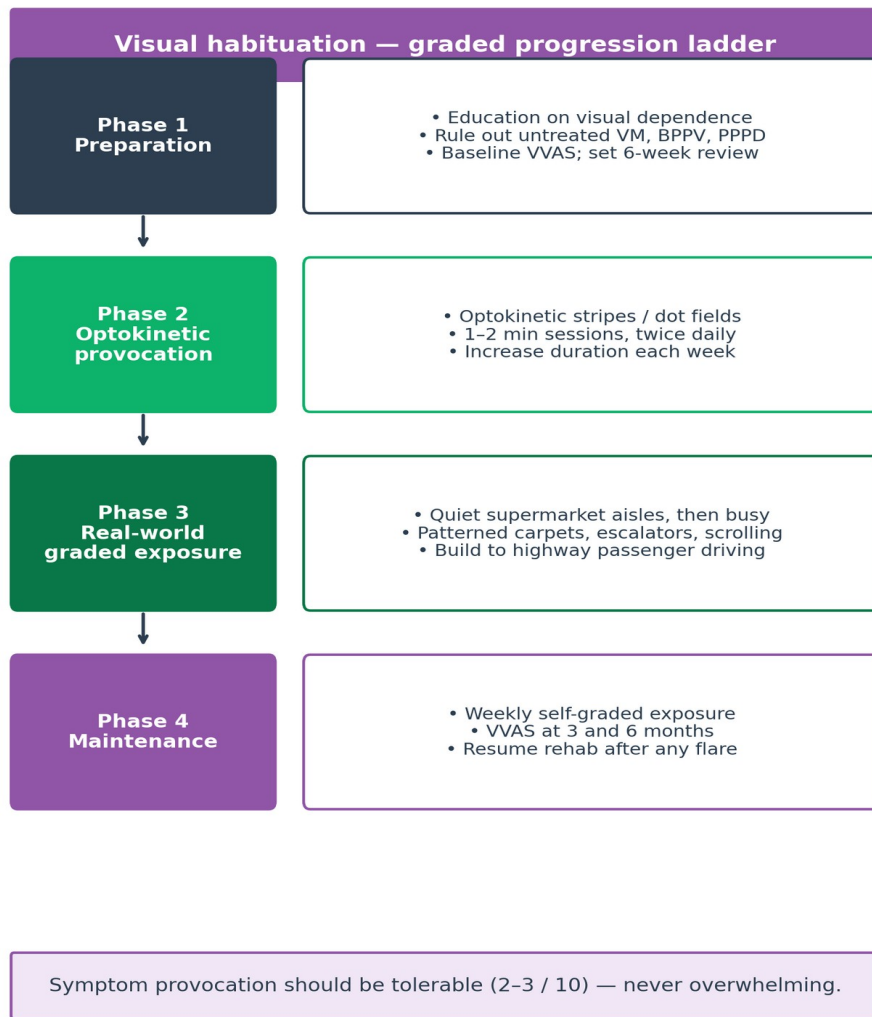 Visual habituation — graded progression ladder
Phase 1
Preparation
• Education on visual dependence
• Rule out untreated VM, BPPV, PPPD
• Baseline VVAS; set 6-week review
Phase 2
Optokinetic
provocation
• Optokinetic stripes / dot fields
• 1–2 min sessions, twice daily
• Increase duration each week
Phase 3
Real-world
graded exposure
• Quiet supermarket aisles, then busy
• Patterned carpets, escalators, scrolling
• Build to highway passenger driving
Phase 4
Maintenance
• Weekly self-graded exposure
• VVAS at 3 and 6 months
• Resume rehab after any flare
Symptom provocation should be tolerable (2–3 / 10) — never overwhelming.